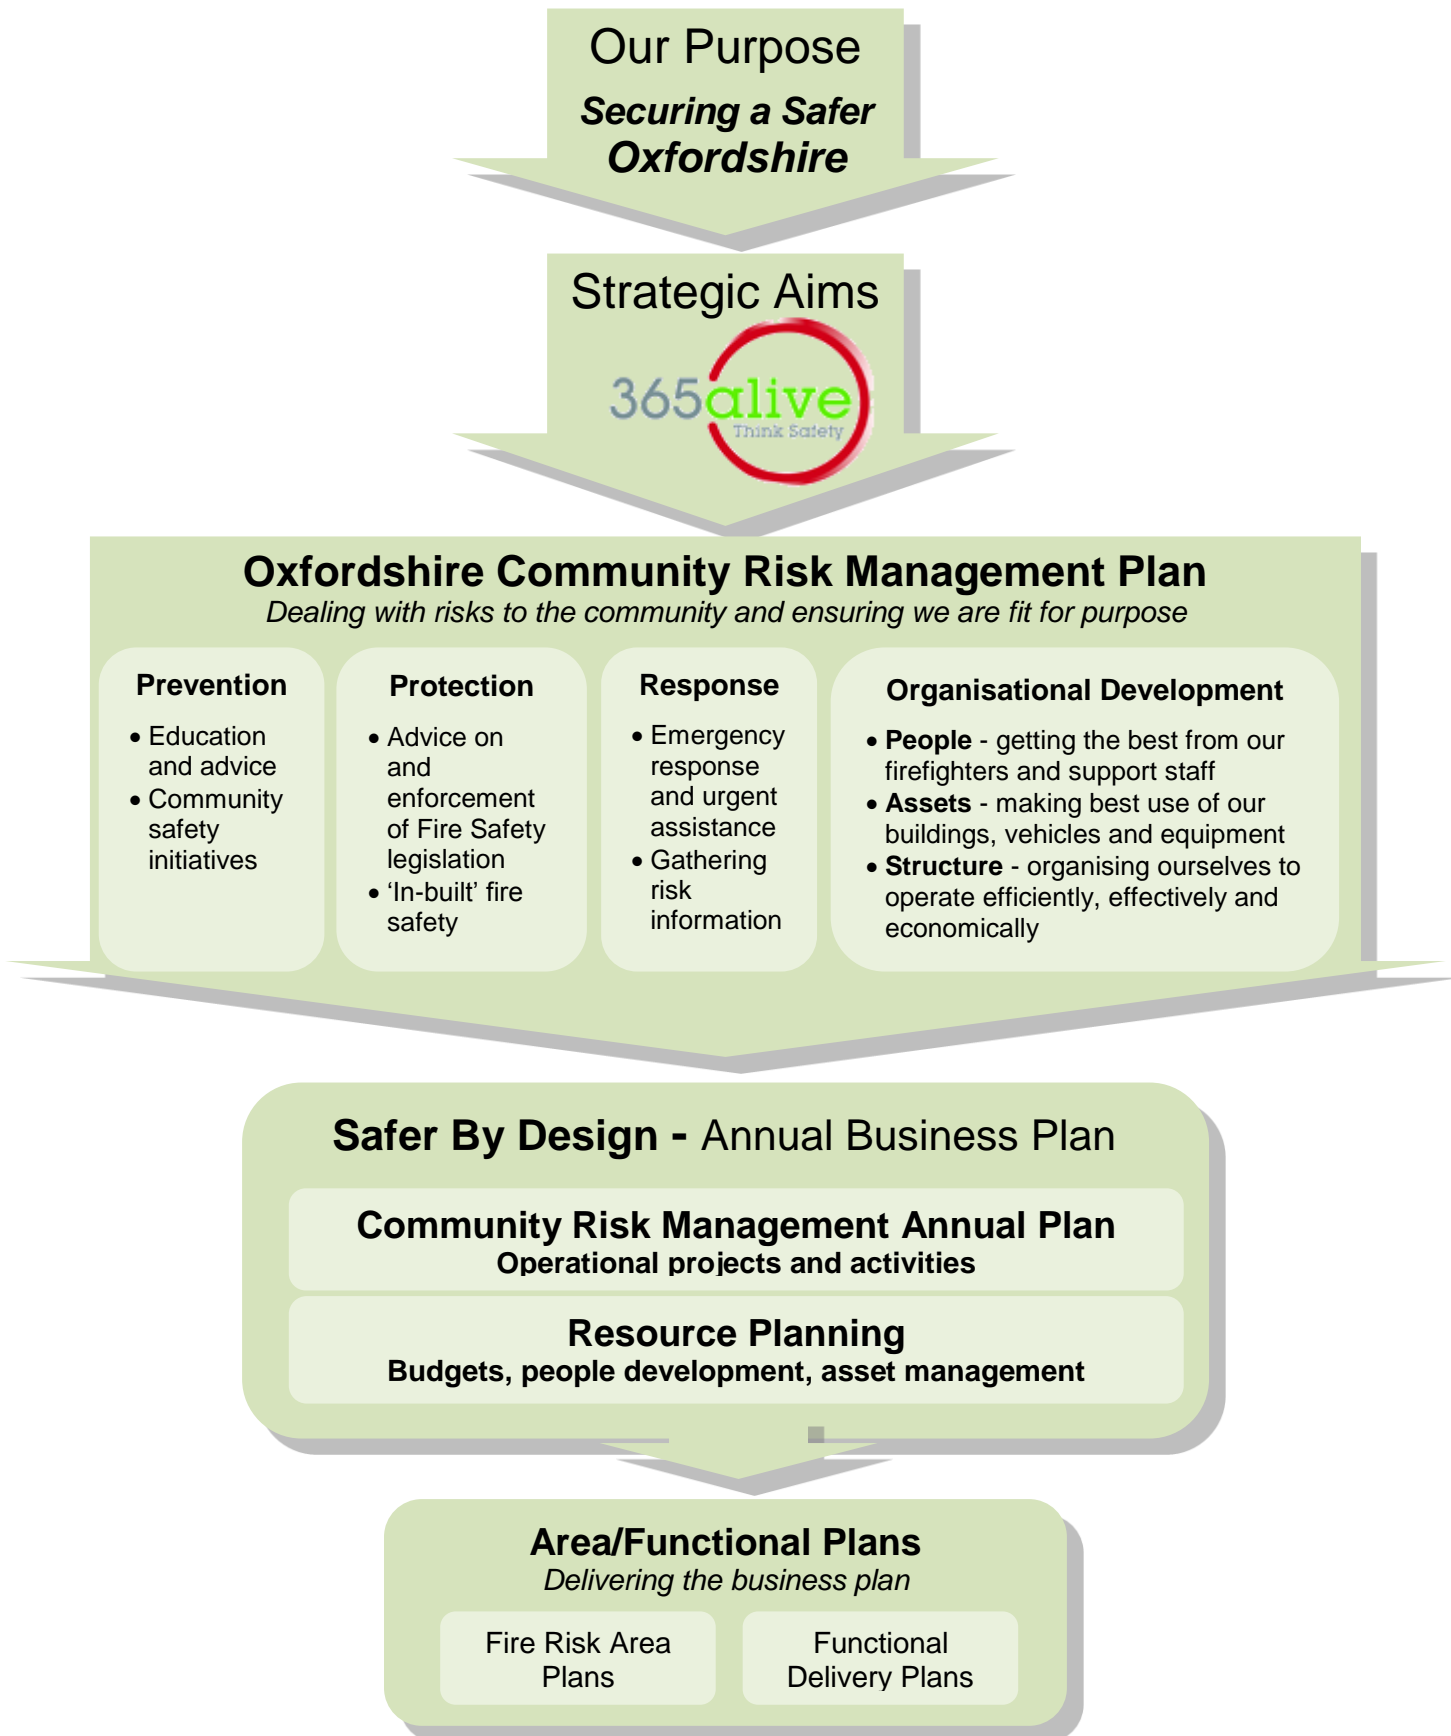 Our Purpose
Securing a Safer
Oxfordshire
Strategic Aims
365alive
Think Safety
Oxfordshire Community Risk Management Plan
Dealing with risks to the community and ensuring we are fit for purpose
Prevention
• Education
and advice
• Community
safety
initiatives
Protection
• Advice on
and
enforcement
of Fire Safety
legislation
• ‘In-built’ fire
safety
Response
• Emergency
response
and urgent
assistance
• Gathering
risk
information
Organisational Development
• People - getting the best from our
firefighters and support staff
• Assets - making best use of our
buildings, vehicles and equipment
• Structure - organising ourselves to
operate efficiently, effectively and
economically
Safer By Design - Annual Business Plan
Community Risk Management Annual Plan
Operational projects and activities
Resource Planning
Budgets, people development, asset management
Area/Functional Plans
Delivering the business plan
Fire Risk Area
Plans
Functional
Delivery Plans